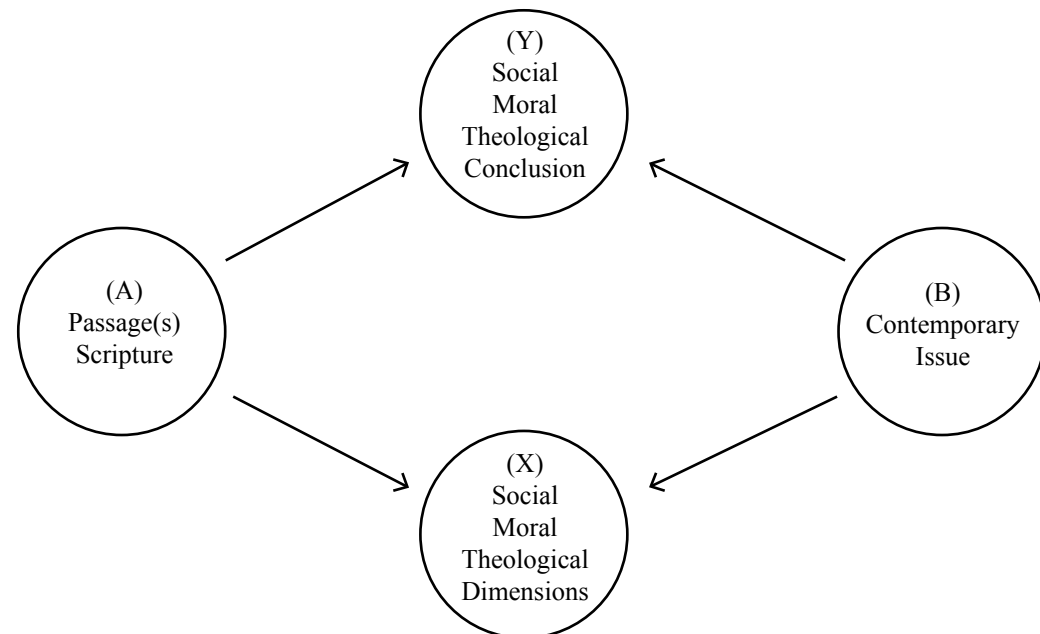 (Y)
Social
Moral
Theological
Conclusion
(A)
Passage(s)
Scripture
(B)
Contemporary
Issue
(X)
Social
Moral
Theological
Dimensions